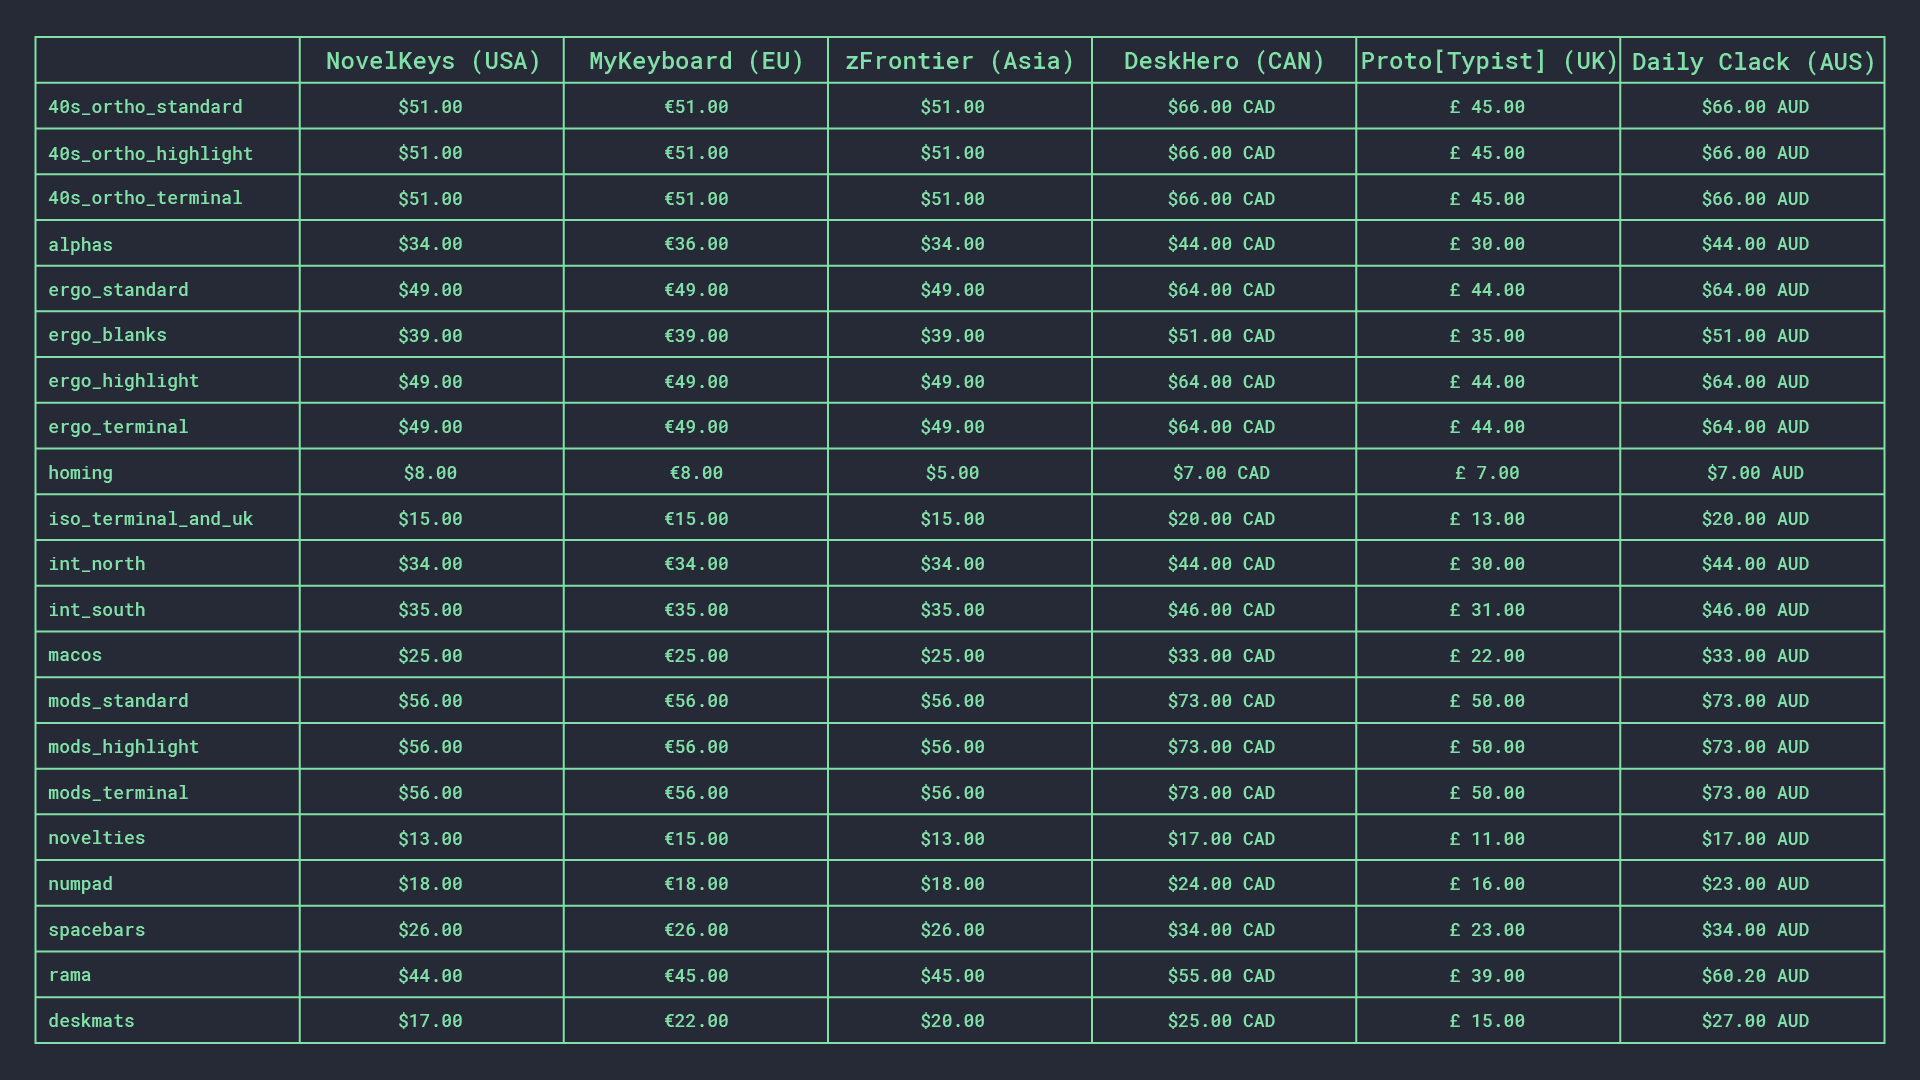 NovelKeys (USA) MyKeyboard (EU) zFrontier (Asia) DeskHero (CAN) Proto[Typist] (UK) Daily Clack (AUS)
40s_ortho_standard $51.00 €51.00 $51.00 $66.00 CAD £ 45.00 $66.00 AUD
40s_ortho_highlight $51.00 €51.00 $51.00 $66.00 CAD £ 45.00 $66.00 AUD
40s_ortho_terminal $51.00 €51.00 $51.00 $66.00 CAD £ 45.00 $66.00 AUD
alphas $34.00 €36.00 $34.00 $44.00 CAD £ 30.00 $44.00 AUD
ergo_standard $49.00 €49.00 $49.00 $64.00 CAD £ 44.00 $64.00 AUD
ergo_blanks $39.00 €39.00 $39.00 $51.00 CAD £ 35.00 $51.00 AUD
ergo_highlight $49.00 €49.00 $49.00 $64.00 CAD £ 44.00 $64.00 AUD
ergo_terminal $49.00 €49.00 $49.00 $64.00 CAD £ 44.00 $64.00 AUD
homing $8.00 €8.00 $5.00 $7.00 CAD £ 7.00 $7.00 AUD
iso_terminal_and_uk $15.00 €15.00 $15.00 $20.00 CAD £ 13.00 $20.00 AUD
int_north $34.00 €34.00 $34.00 $44.00 CAD £ 30.00 $44.00 AUD
int_south $35.00 €35.00 $35.00 $46.00 CAD £ 31.00 $46.00 AUD
macos $25.00 €25.00 $25.00 $33.00 CAD £ 22.00 $33.00 AUD
mods_standard $56.00 €56.00 $56.00 $73.00 CAD £ 50.00 $73.00 AUD
mods_highlight $56.00 €56.00 $56.00 $73.00 CAD £ 50.00 $73.00 AUD
mods_terminal $56.00 €56.00 $56.00 $73.00 CAD £ 50.00 $73.00 AUD
novelties $13.00 €15.00 $13.00 $17.00 CAD £ 11.00 $17.00 AUD
numpad $18.00 €18.00 $18.00 $24.00 CAD £ 16.00 $23.00 AUD
spacebars $26.00 €26.00 $26.00 $34.00 CAD £ 23.00 $34.00 AUD
rama $44.00 €45.00 $45.00 $55.00 CAD £ 39.00 $60.20 AUD
deskmats $17.00 €22.00 $20.00 $25.00 CAD £ 15.00 $27.00 AUD